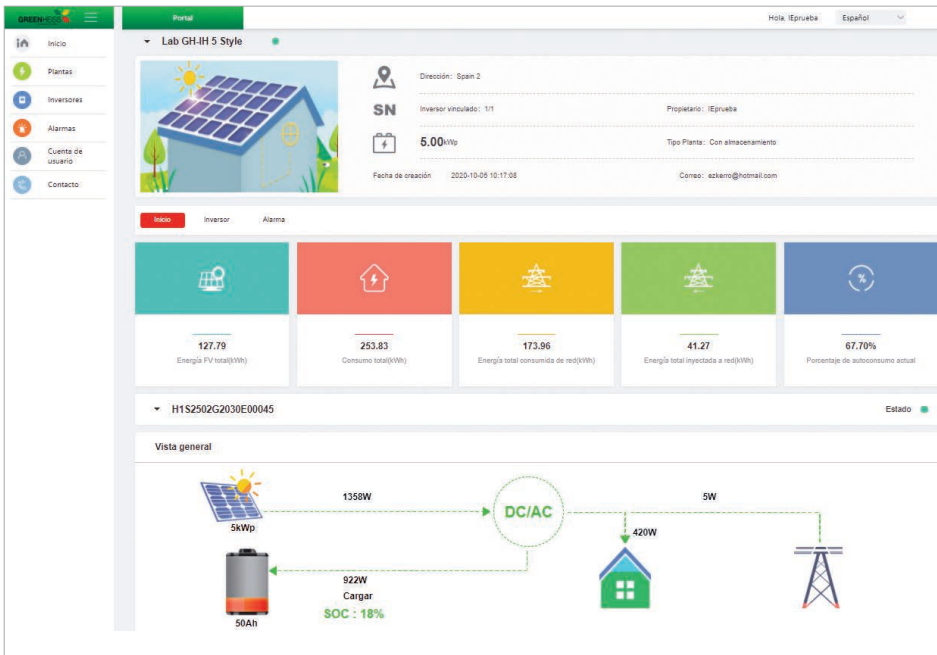 GREENHEISS
Portal
Hola, IEprueba
Español
Inicio
Plantas
Inversores
Alarmas
Cuenta de
usuario
Contacto
Lab GH-IH 5 Style
Dirección: Spain 2
SN
Inversor vinculado: 1/1
Propietario: IEprueba
5.00kWp
Tipo Planta: Con almacenamiento
Fecha de creación 2020-10-06 10:17:08
Correo: ezkerro@hotmail.com
Inicio
Inversor
Alarma
%
127.79
Energía FV total(kWh)
253.83
Consumo total(kWh)
173.96
Energía total consumida de red(kWh)
41.27
Energía total inyectada a red(kWh)
67.70%
Porcentaje de autoconsumo actual
H1S2502G2030E00045
Estado
Vista general
1358W
5W
DC/AC
5kWp
420W
922W
Cargar
SOC : 18%
50Ah